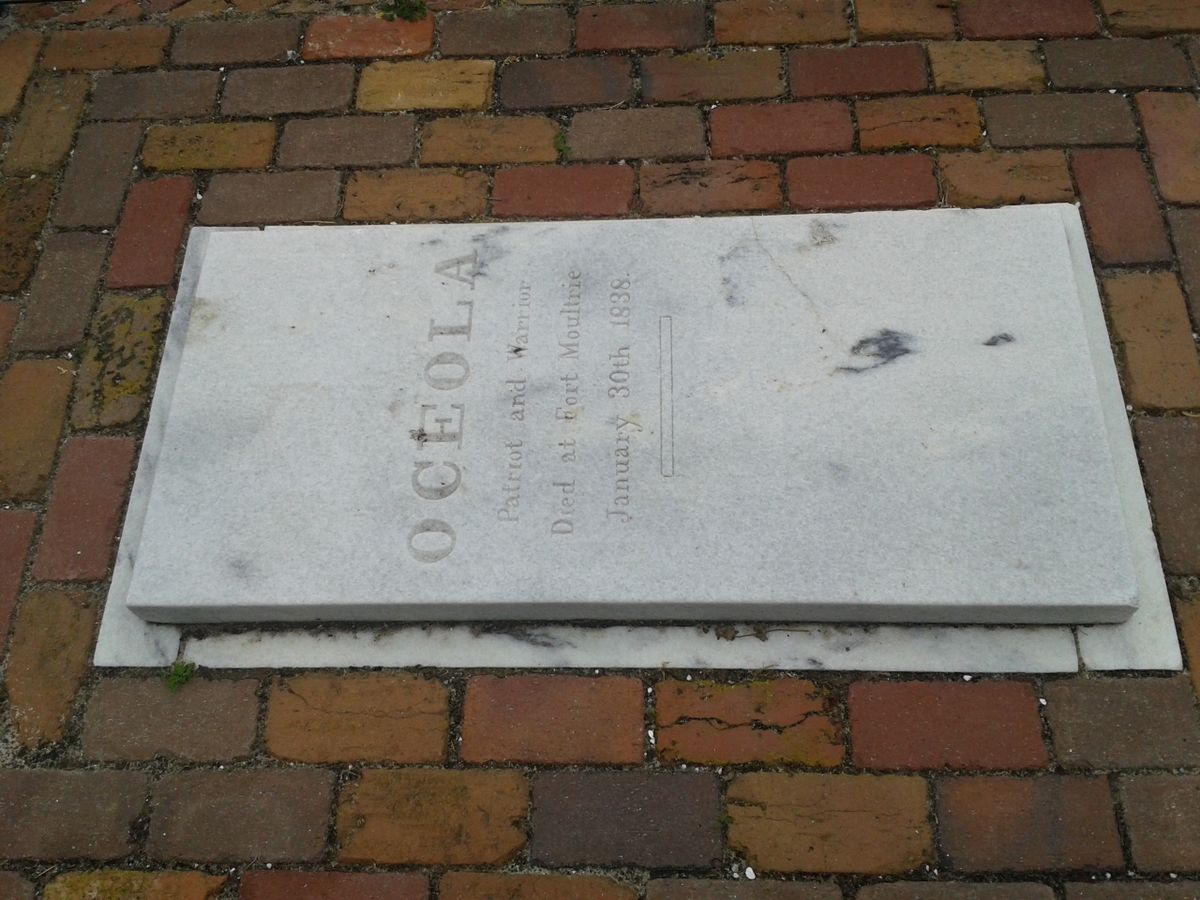 OCEOLA
Patriot and Warrior
Died at Fort Moultrie
January 30th 1838.